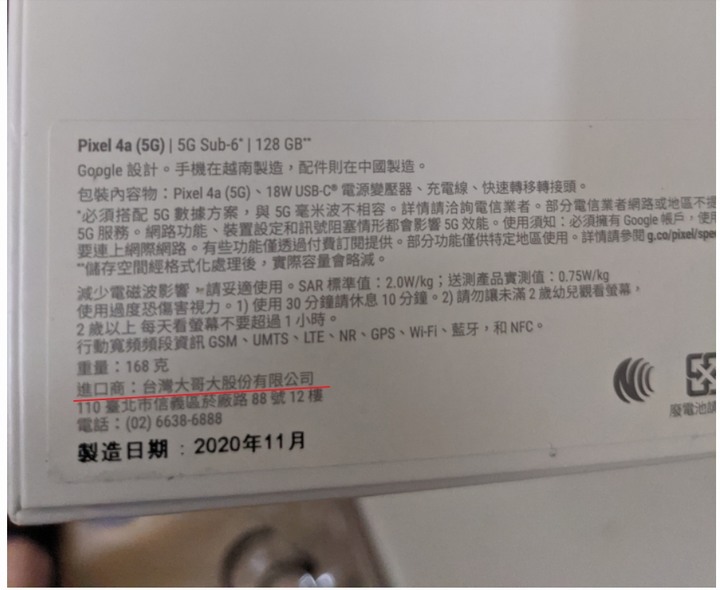 Pixel 4a (5G) | 5G Sub-6* | 128 GB**
Google 設計。手機在越南製造，配件則在中國製造。
包裝內容物：Pixel 4a (5G)、18W USB-C® 電源變壓器、充電線、快速轉移轉接頭。
*必須搭配 5G 數據方案，與 5G 毫米波不相容。詳情請洽詢電信業者。部分電信業者網路或地區不提
5G 服務。網路功能、裝置設定和訊號阻塞情形都會影響 5G 效能。使用須知：必須擁有 Google 帳戶，使用
要連上網際網路。有些功能僅透過付費訂閱提供。部分功能僅供特定地區使用。詳情請參閱 g.co/pixel/spe
**儲存空間經格式化處理後，實際容量會略減。
減少電磁波影響，請妥適使用。SAR 標準值：2.0W/kg；送測產品實測值：0.75W/kg
使用過度恐傷害視力。1) 使用 30 分鐘請休息 10 分鐘。2) 請勿讓未滿 2 歲幼兒觀看螢幕，
2 歲以上 每天看螢幕不要超過 1 小時。
行動寬頻頻段資訊 GSM、UMTS、LTE、NR、GPS、Wi-Fi、藍牙，和 NFC。
重量：168 克
進口商：台灣大哥大股份有限公司
110 臺北市信義區菸廠路 88 號 12 樓
電話：(02) 6638-6888
製造日期：2020年11月
廢電池請